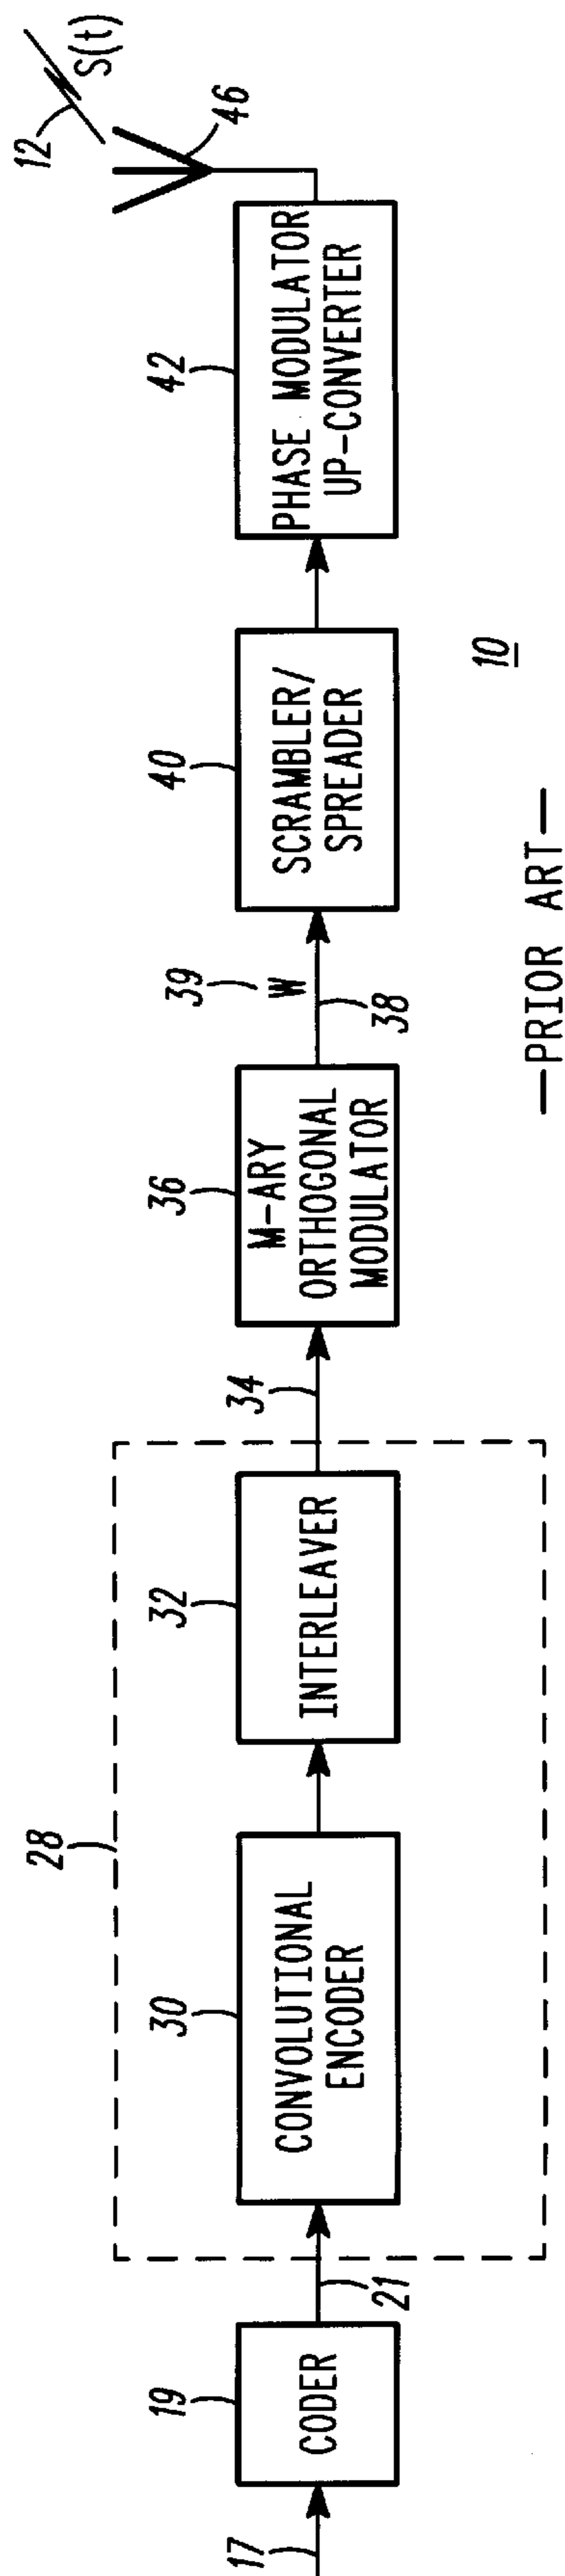 17
19
CODER
21
28
30
CONVOLUTIONAL
ENCODER
32
INTERLEAVER
34
36
M-ARY
ORTHOGONAL
MODULATOR
39
W
38
40
SCRAMBLER/
SPREADER
42
PHASE MODULATOR
UP-CONVERTER
46
12
S(t)
10
—PRIOR ART—